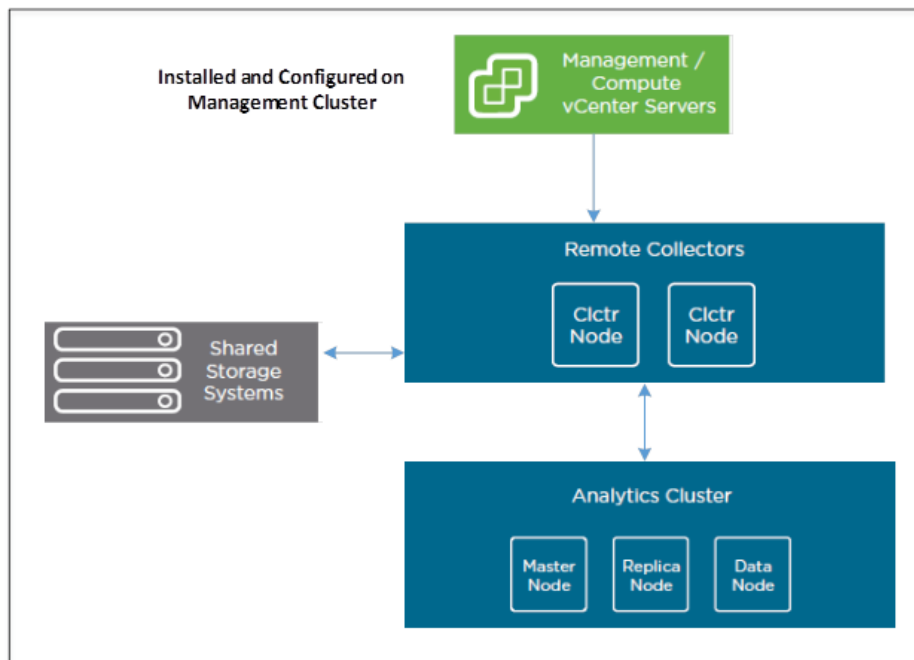 Installed and Configured on
Management Cluster
Management /
Compute
vCenter Servers
Remote Collectors
Clctr
Node
Clctr
Node
Shared
Storage
Systems
Analytics Cluster
Master
Node
Replica
Node
Data
Node